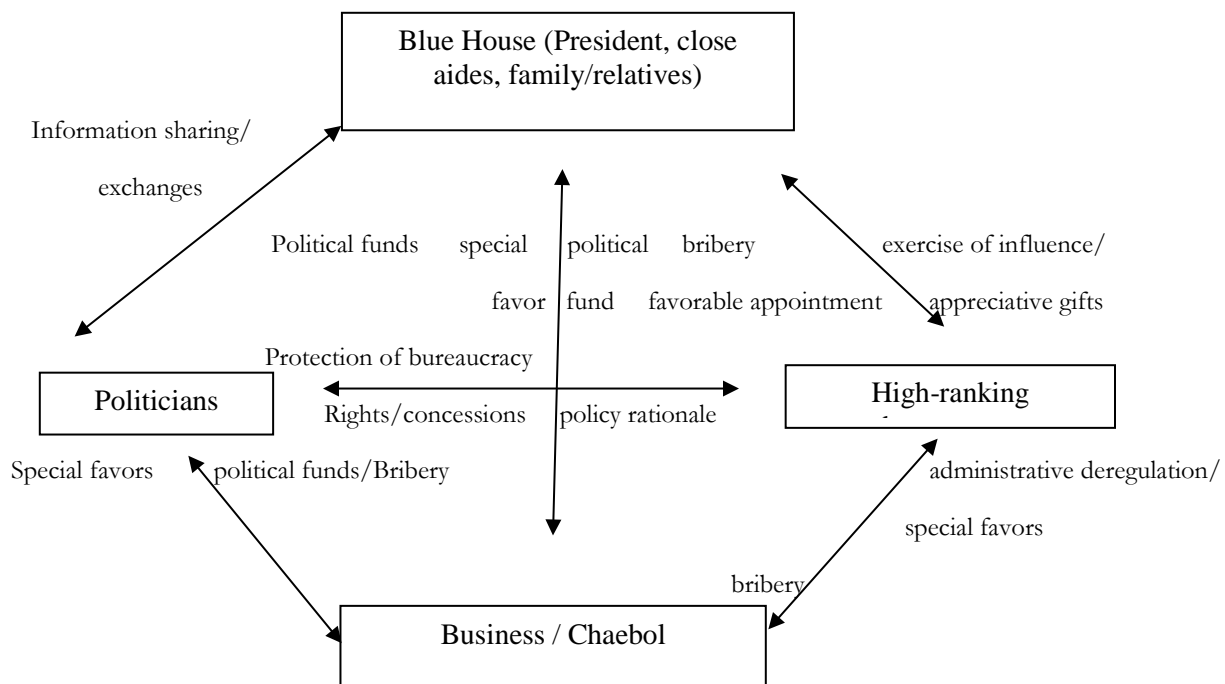 Blue House (President, close
aides, family/relatives)
Information sharing/
exchanges
Political funds special political bribery exercise of influence/
favor fund favorable appointment appreciative gifts
Protection of bureaucracy
Politicians
High-ranking
Rights/concessions policy rationale
Special favors political funds/Bribery administrative deregulation/
special favors
bribery
Business / Chaebol